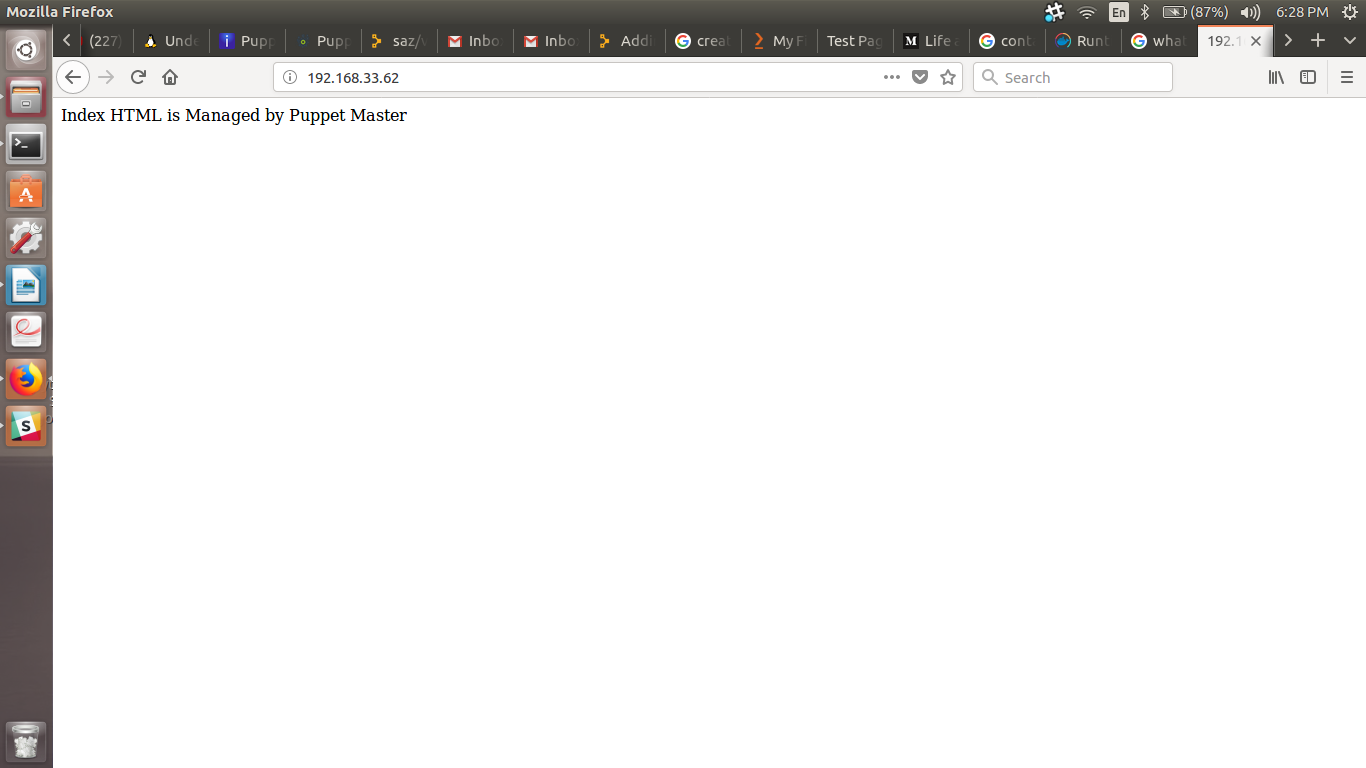 Mozilla Firefox
En
(87%)
6:28 PM
(227)
Unde
Pupp
Pupp
saz/
Inbo
Inbo
Addi
creat
My F
Test Pag
Life
cont
Runt
what
192.1
192.168.33.62
Search
Index HTML is Managed by Puppet Master